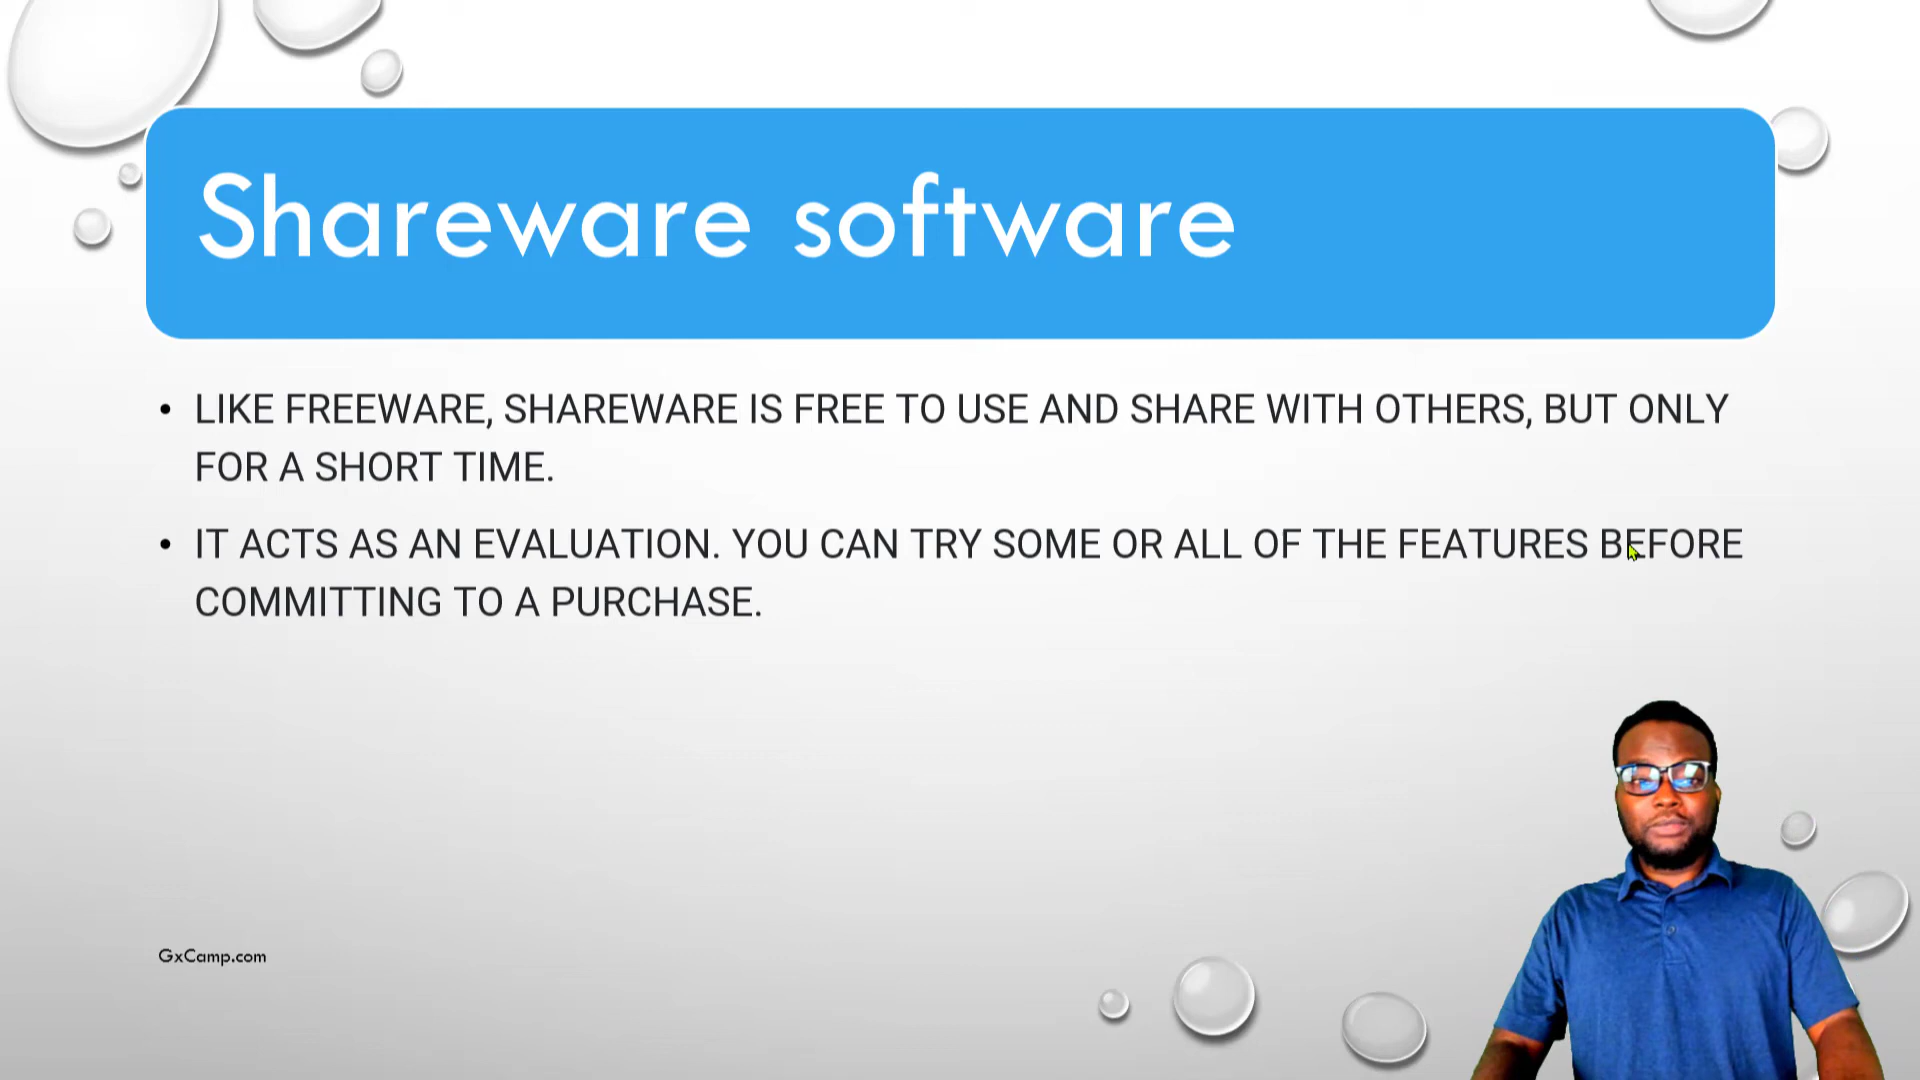 Shareware software
• LIKE FREEWARE, SHAREWARE IS FREE TO USE AND SHARE WITH OTHERS, BUT ONLY
FOR A SHORT TIME.
• IT ACTS AS AN EVALUATION. YOU CAN TRY SOME OR ALL OF THE FEATURES BEFORE
COMMITTING TO A PURCHASE.
GxCamp.com